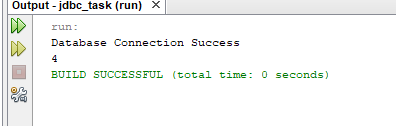 Output - jdbc_task (run) ×
run:
Database Connection Success
4
BUILD SUCCESSFUL (total time: 0 seconds)